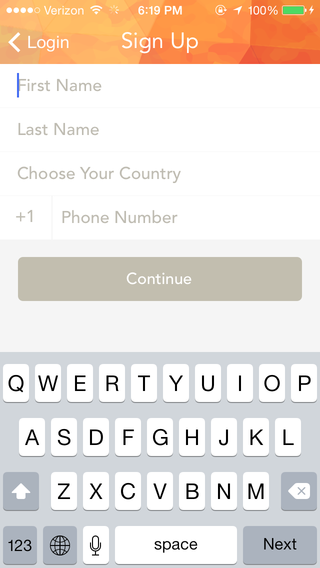 Verizon 6:19 PM 100%
Login Sign Up
First Name
Last Name
Choose Your Country
+1 Phone Number
Continue
Q W E R T Y U I O P
A S D F G H J K L
Z X C V B N M
123 space Next